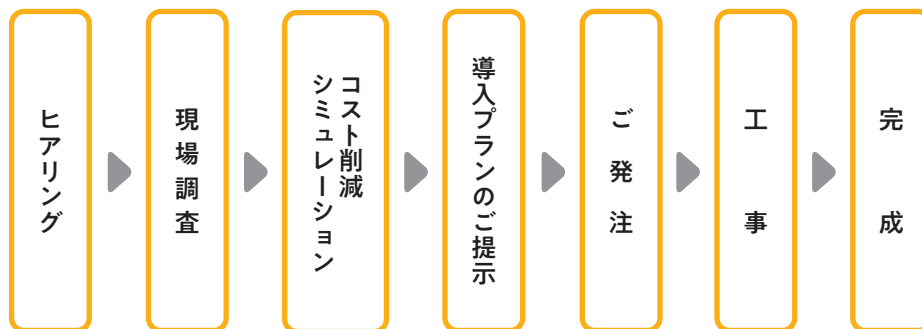 ヒアリング
現場調査
コスト削減
シミュレーション
導入プランのご提示
ご発注
工事
完成